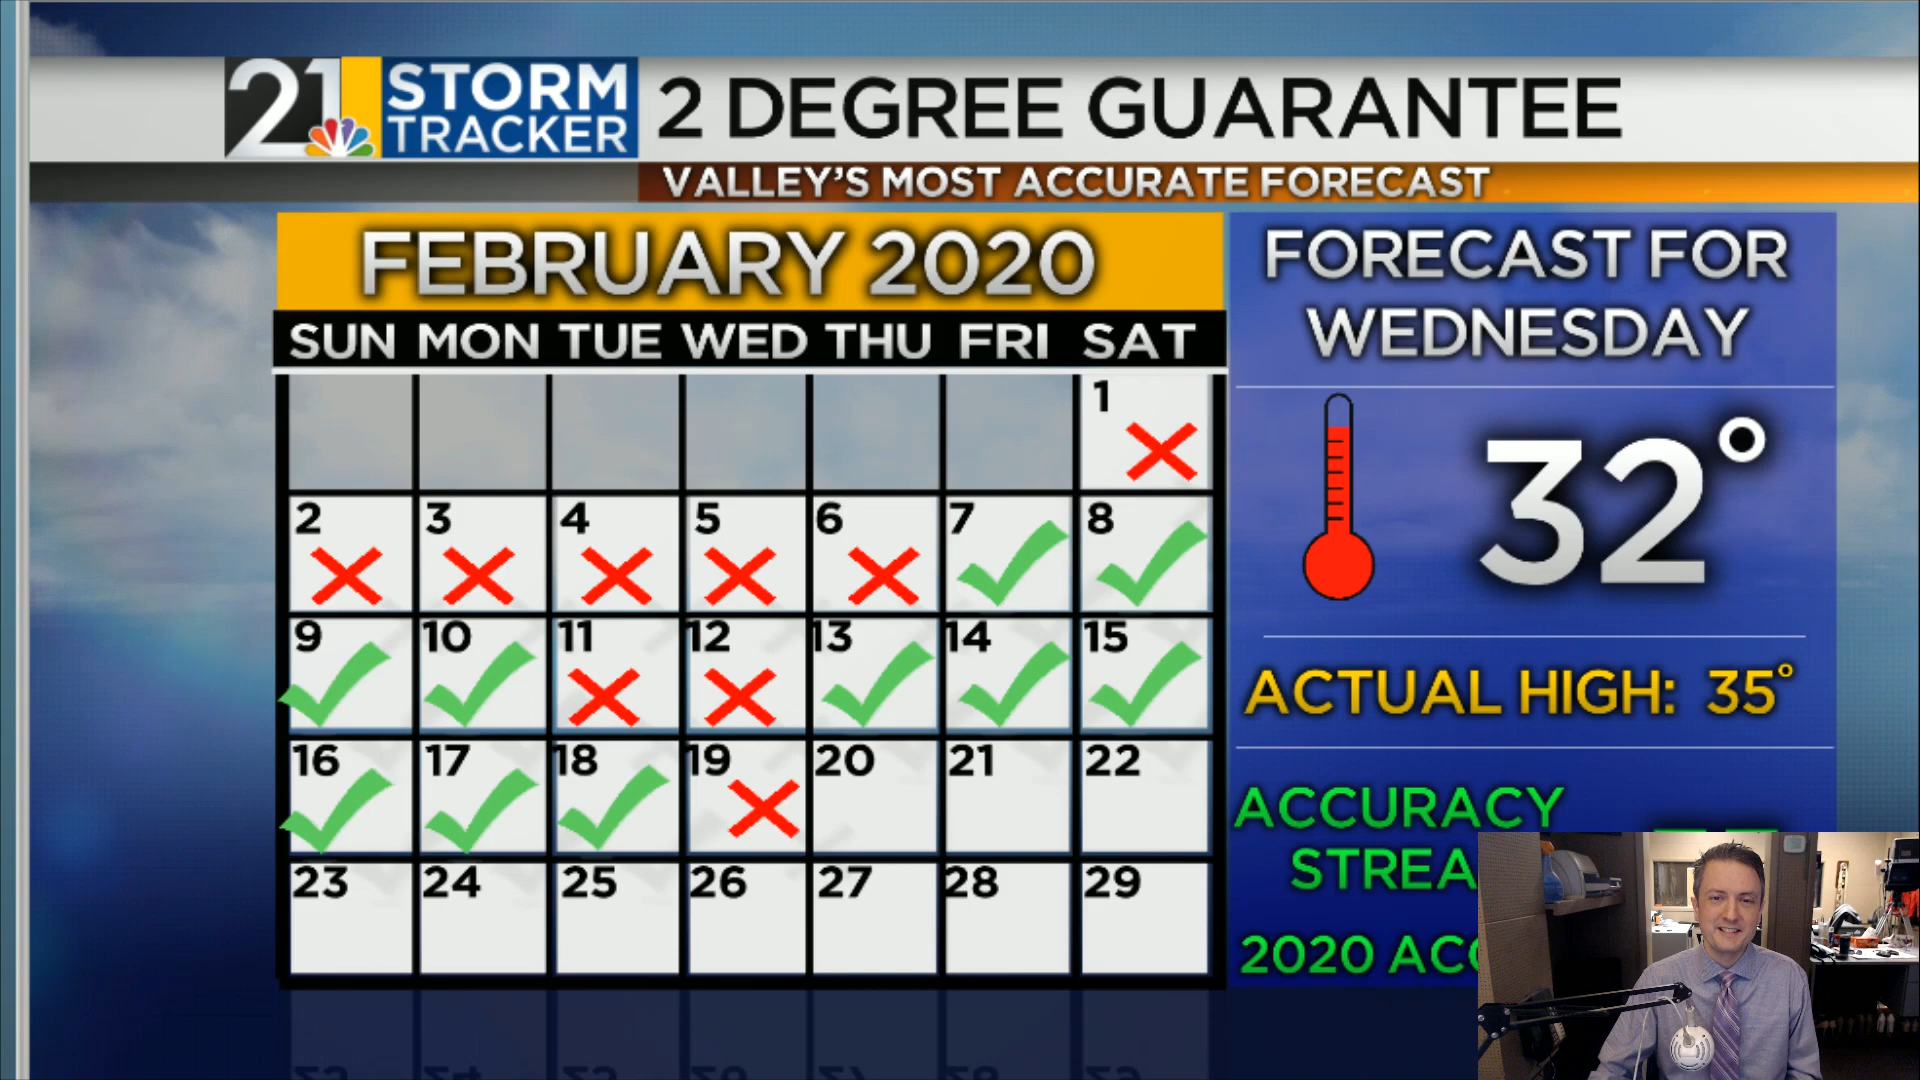 21 STORM TRACKER 2 DEGREE GUARANTEE
VALLEY'S MOST ACCURATE FORECAST
FEBRUARY 2020
SUN MON TUE WED THU FRI SAT
1
2 3 4 5 6 7 8
9 10 11 12 13 14 15
16 17 18 19 20 21 22
23 24 25 26 27 28 29
FORECAST FOR
WEDNESDAY
32°
ACTUAL HIGH: 35°
ACCURACY
2020